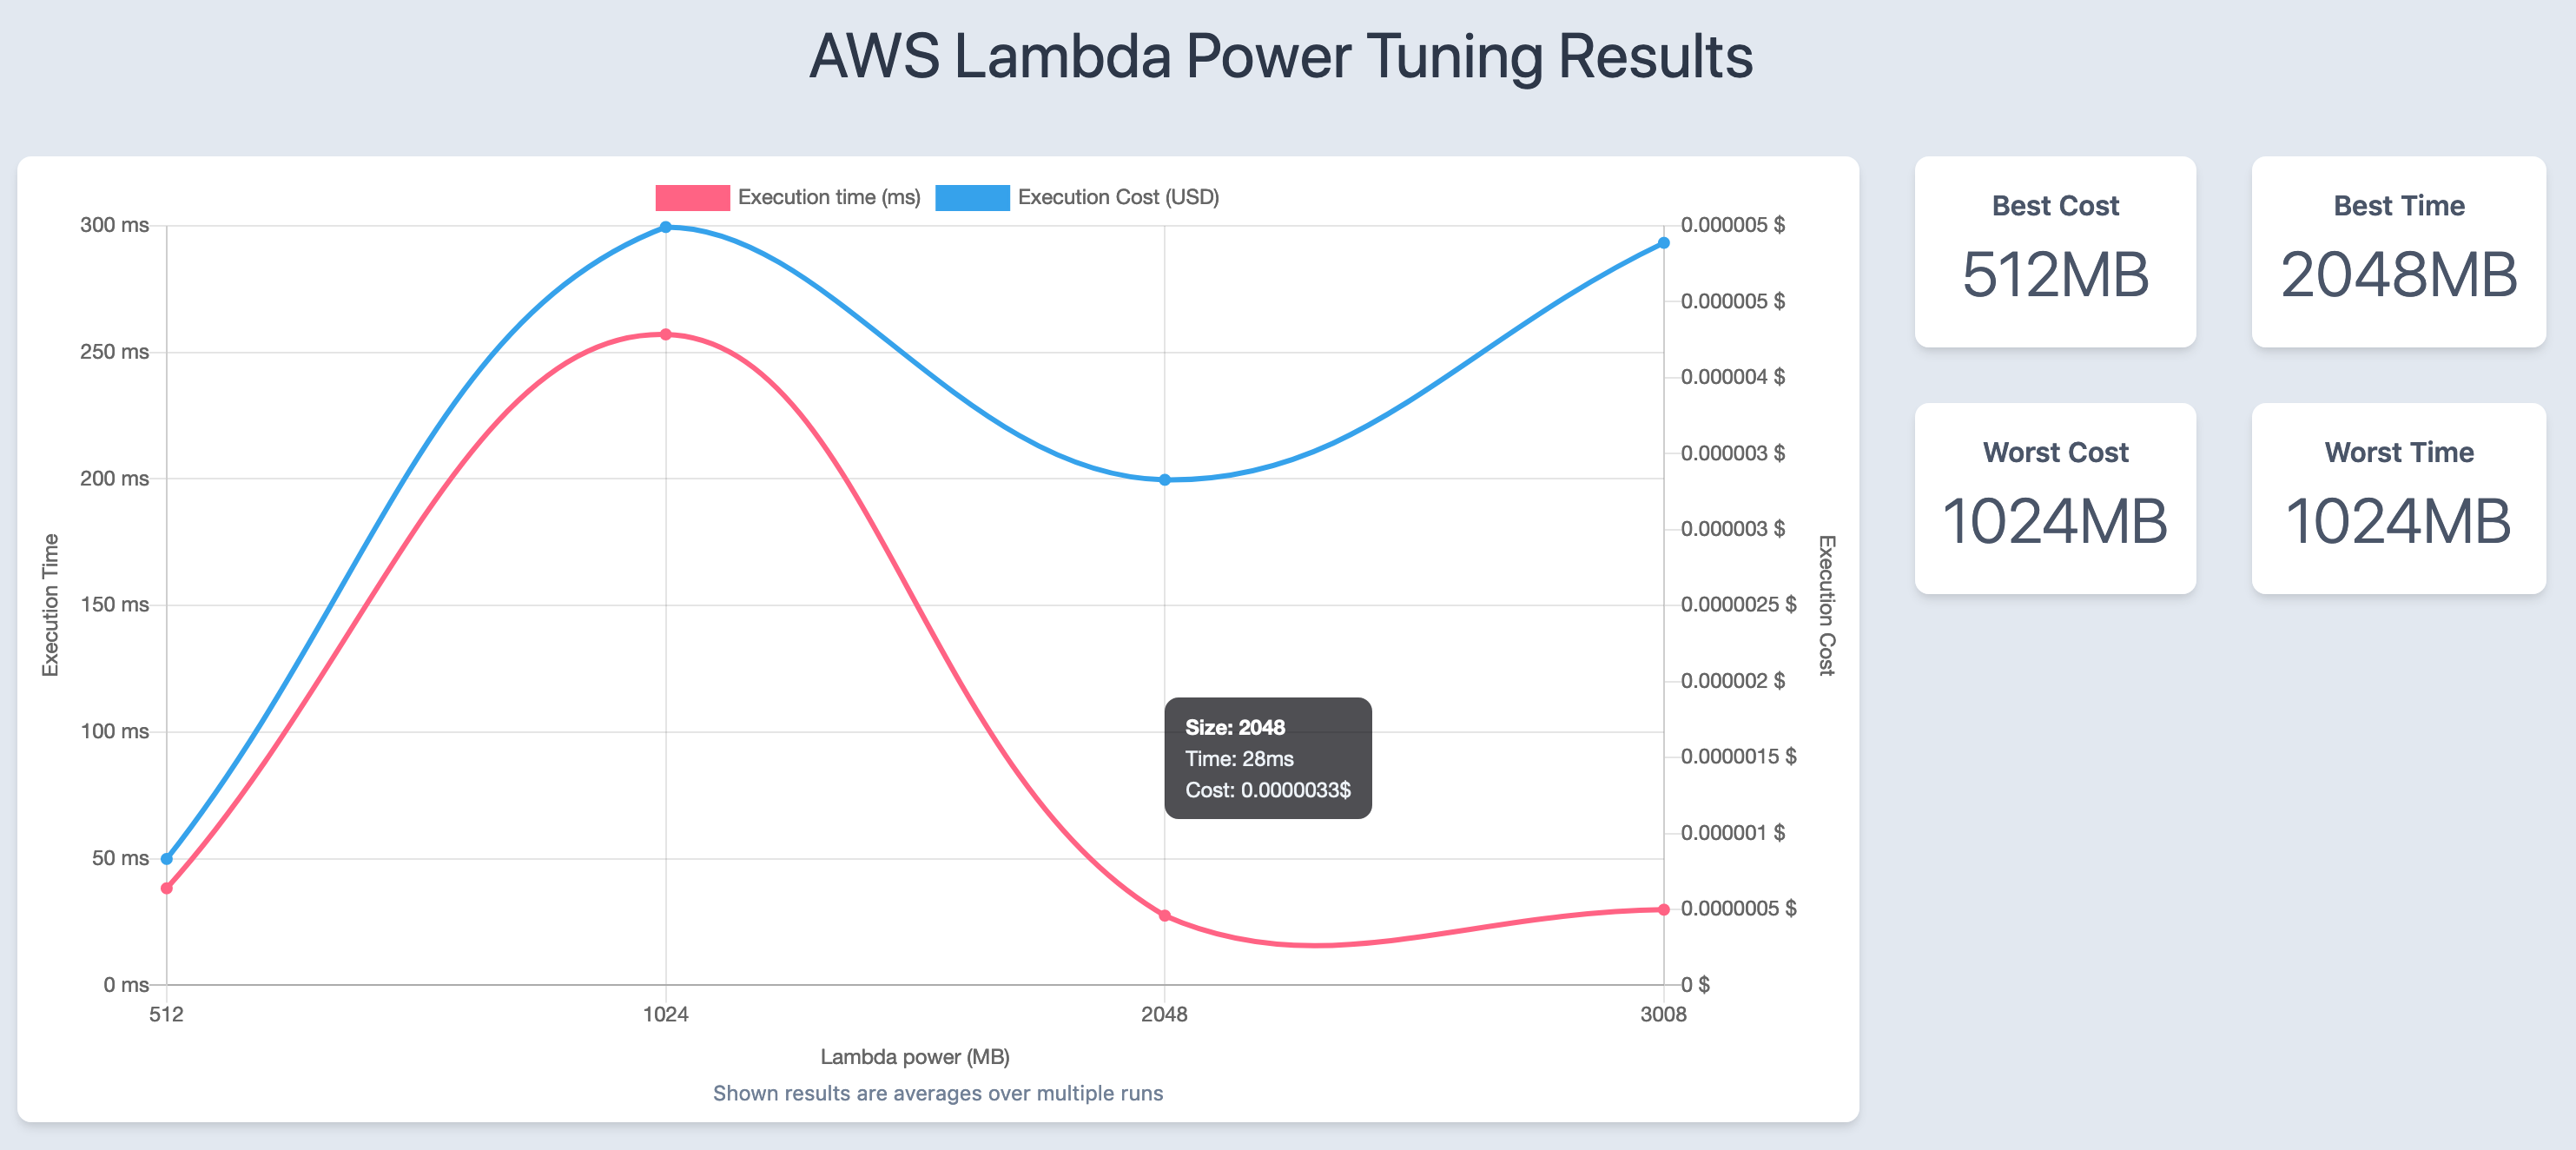 AWS Lambda Power Tuning Results
Execution time (ms) Execution Cost (USD)
300 ms
250 ms
200 ms
150 ms
100 ms
50 ms
0 ms
Execution Time
0.000005 $
0.000005 $
0.000004 $
0.000003 $
0.000003 $
0.0000025 $
0.000002 $
0.0000015 $
0.000001 $
0.0000005 $
0 $
Execution Cost
Size: 2048
Time: 28ms
Cost: 0.0000033$
512 1024 2048 3008
Lambda power (MB)
Shown results are averages over multiple runs
Best Cost
512MB
Best Time
2048MB
Worst Cost
1024MB
Worst Time
1024MB